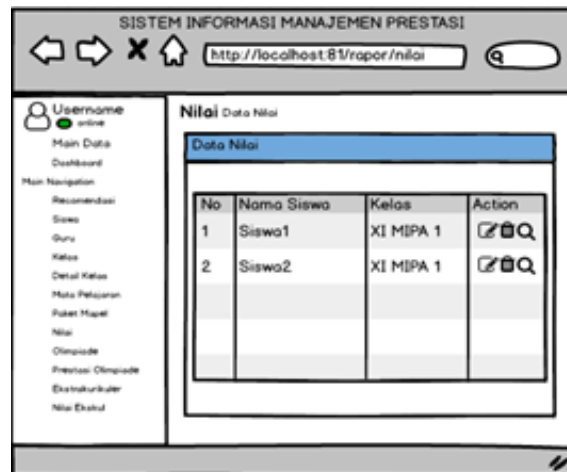 SISTEM INFORMASI MANAJEMEN PRESTASI
http://localhost:81/rapor/nilai
Username
online
Main Data
Dashboard
Main Navigation
Recomendasi
Siswa
Guru
Kelas
Detail Kelas
Mata Pelajaran
Paket Mapel
Nilai
Olimpiade
Prestasi Olimpiade
Ekstrakurikuler
Nilai Ekskul
Nilai Data Nilai
Data Nilai
No Nama Siswa Kelas Action
1 Siswa1 XI MIPA 1
2 Siswa2 XI MIPA 1